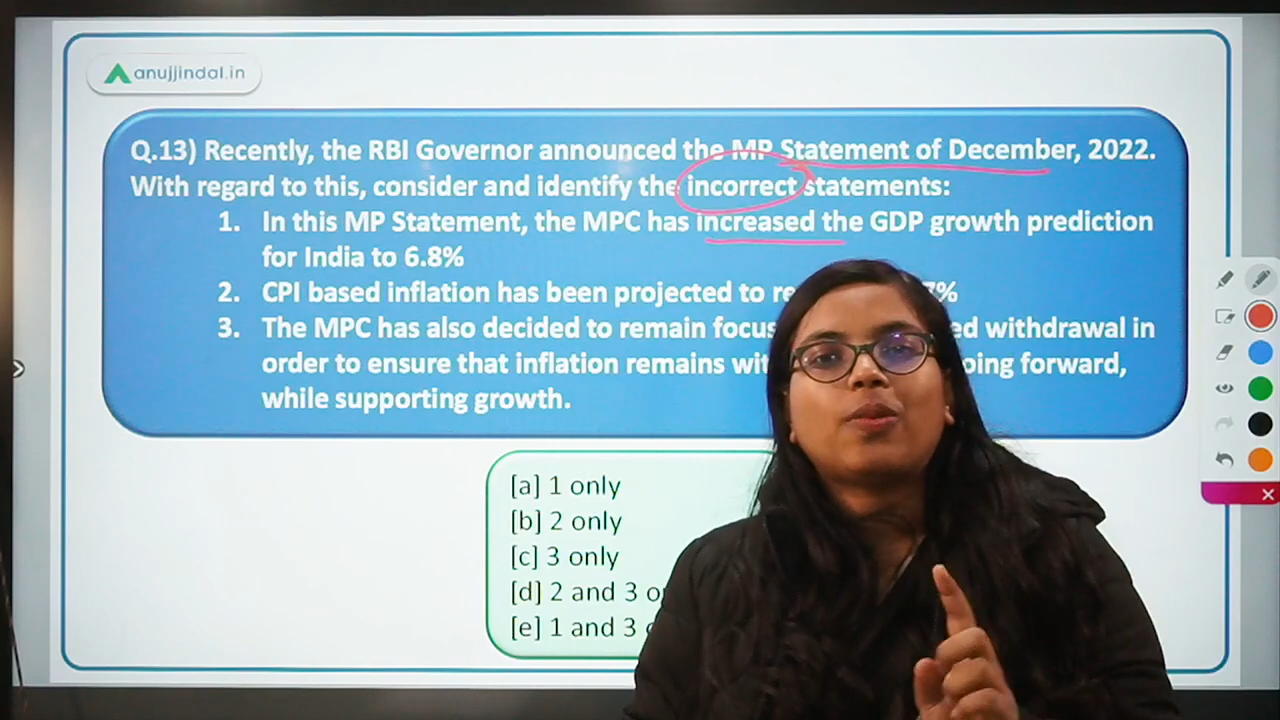 anujjindal.in
Q.13) Recently, the RBI Governor announced the MP Statement of December, 2022.
With regard to this, consider and identify the incorrect statements:
1. In this MP Statement, the MPC has increased the GDP growth prediction
for India to 6.8%
2. CPI based inflation has been projected to %
3. The MPC has also decided to remain withdrawal in
order to ensure that inflation remains forward,
while supporting growth.
[a] 1 only
[b] 2 only
[c] 3 only
[d] 2 and 3
[e] 1 and 3